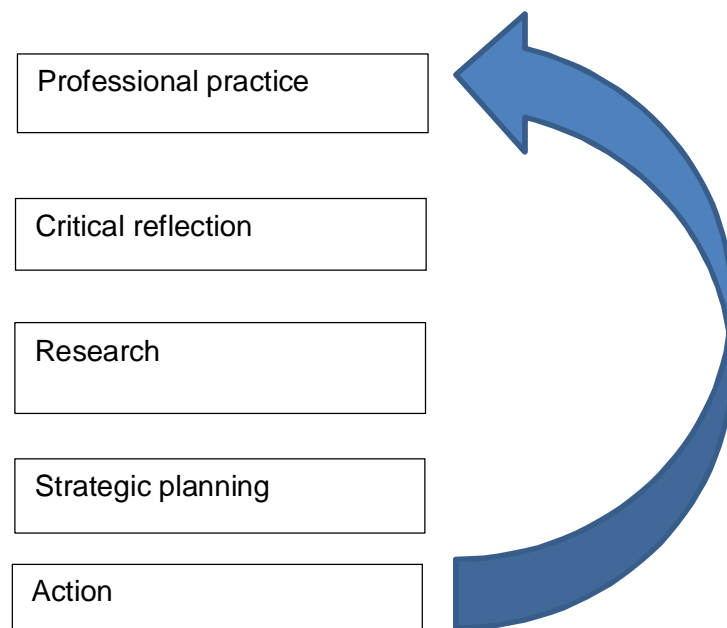 Professional practice
Critical reflection
Research
Strategic planning
Action